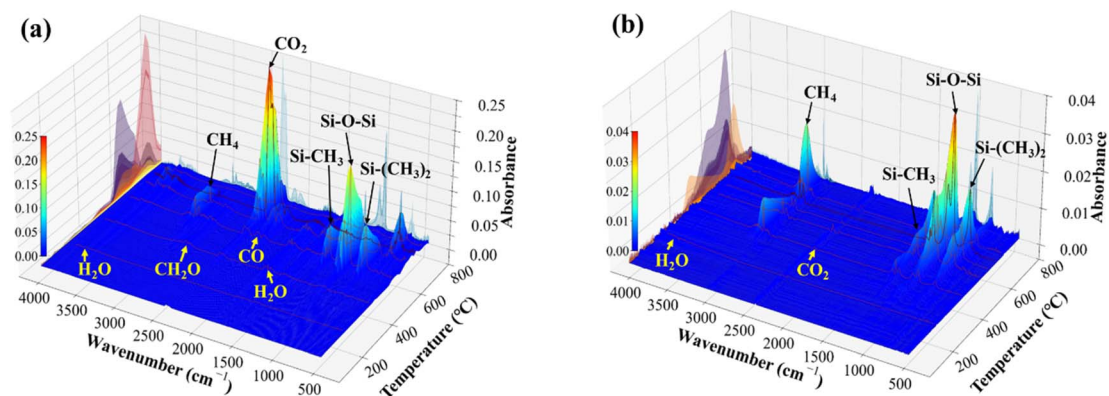 (a)
CO₂
0.25
0.20
0.15
0.10
0.05
0.00
Absorbance
0.25
0.20
0.15
0.10
0.05
0.00
CH₄
Si-O-Si
Si-CH₃
Si-(CH₃)₂
H₂O
CH₂O
CO
H₂O
4000
3500
3000
2500
2000
1500
1000
500
Wavenumber (cm⁻¹)
200
400
600
800
Temperature (°C)
(b)
CH₄
Si-O-Si
Si-(CH₃)₂
Si-CH₃
0.04
0.03
0.02
0.01
0.00
Absorbance
0.04
0.03
0.02
0.01
0.00
H₂O
CO₂
4000
3500
3000
2500
2000
1500
1000
500
Wavenumber (cm⁻¹)
200
400
600
800
Temperature (°C)